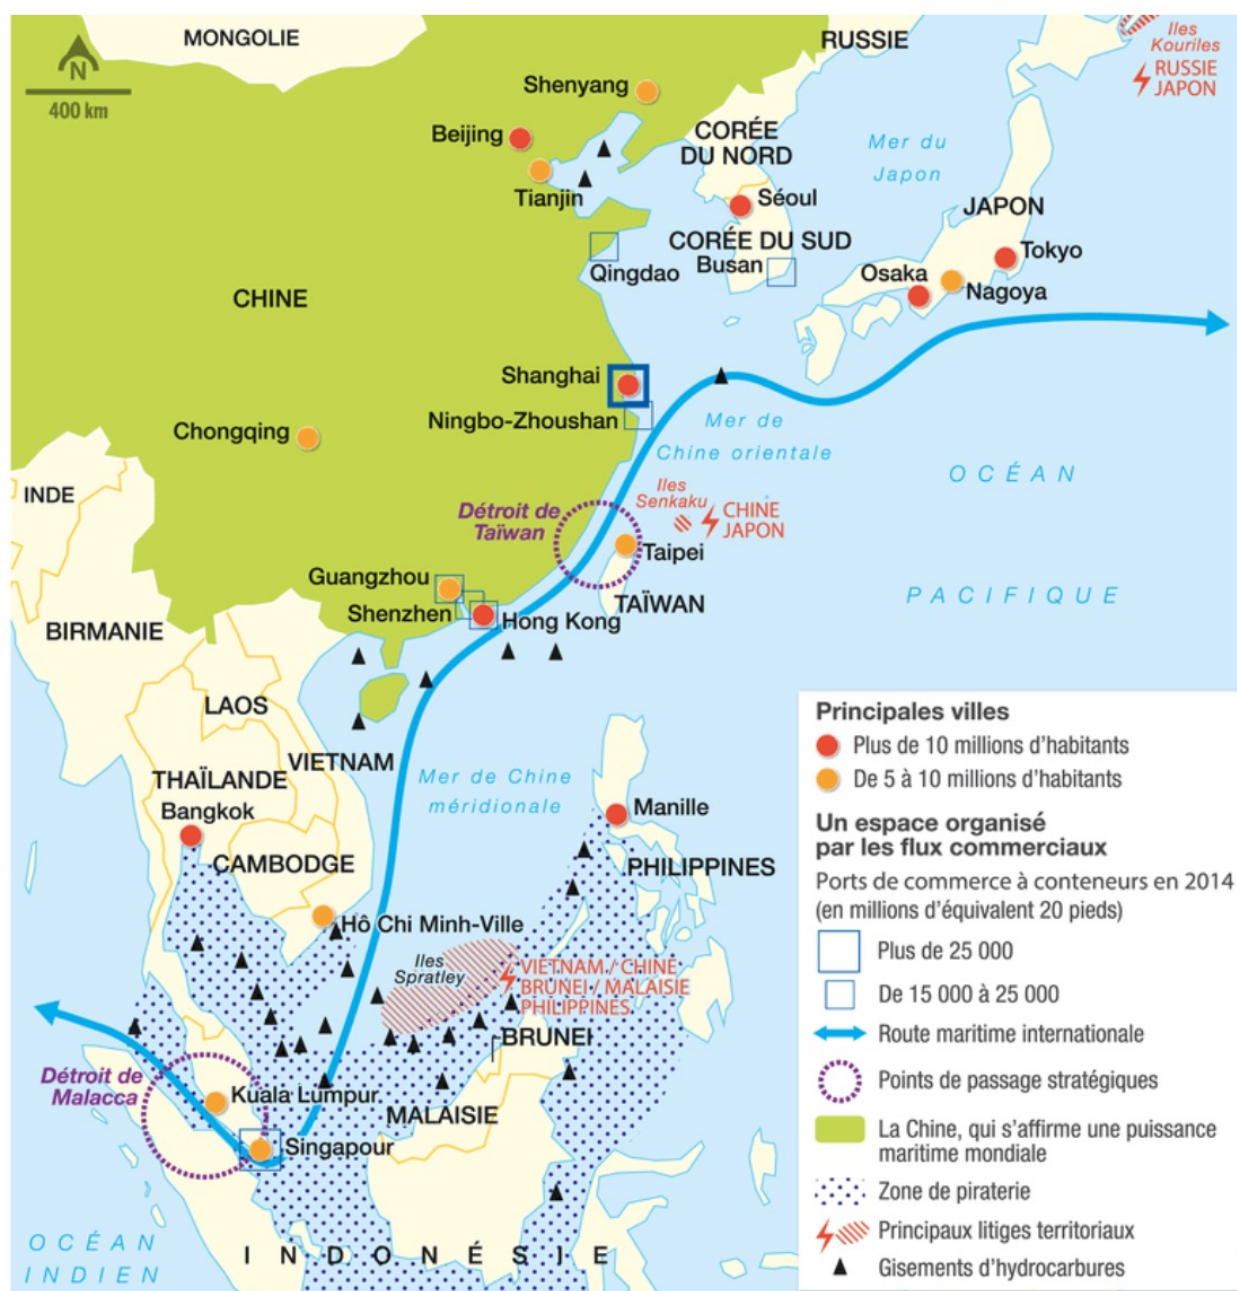 MONGOLIE
RUSSIE
Iles
Kouriles
RUSSIE
JAPON
N
400 km
Shenyang
Beijing
Tianjin
CORÉE
DU NORD
Mer du
Japon
Séoul
JAPON
CORÉE DU SUD
Tokyo
Qingdao
Busan
Osaka
Nagoya
CHINE
Shanghai
Ningbo-Zhoushan
Chongqing
Mer de
Chine orientale
OCÉAN
PACIFIQUE
INDE
Détroit de
Taïwan
Iles
Senkaku
CHINE
JAPON
Taipei
TAÏWAN
Guangzhou
Shenzhen
Hong Kong
BIRMANIE
LAOS
VIETNAM
THAÏLANDE
Bangkok
CAMBODGE
Mer de Chine
méridionale
Manille
PHILIPPINES
Hô Chi Minh-Ville
Iles
Spratley
VIETNAM / CHINE
BRUNEI / MALAISIE
PHILIPPINES
BRUNEI
Détroit de
Malacca
Kuala Lumpur
MALAISIE
Singapour
INDONÉSIE
OCÉAN
INDIEN
Principales villes
Plus de 10 millions d'habitants
De 5 à 10 millions d'habitants
Un espace organisé
par les flux commerciaux
Ports de commerce à conteneurs en 2014
(en millions d'équivalent 20 pieds)
Plus de 25 000
De 15 000 à 25 000
Route maritime internationale
Points de passage stratégiques
La Chine, qui s'affirme une puissance
maritime mondiale
Zone de piraterie
Principaux litiges territoriaux
Gisements d'hydrocarbures